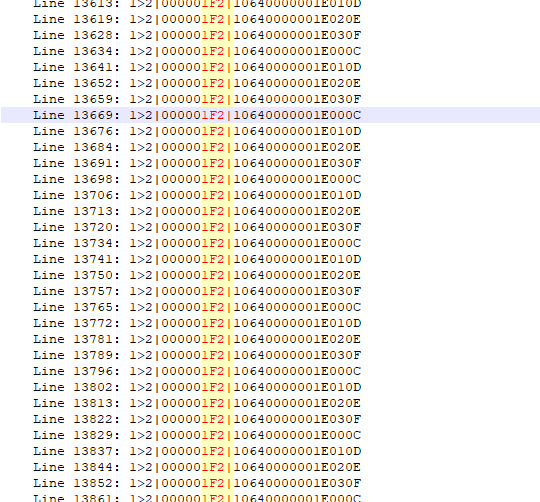 Line 13613: 1>2|000001F2|10640000001E010D
Line 13619: 1>2|000001F2|10640000001E020E
Line 13628: 1>2|000001F2|10640000001E030F
Line 13634: 1>2|000001F2|10640000001E000C
Line 13641: 1>2|000001F2|10640000001E010D
Line 13652: 1>2|000001F2|10640000001E020E
Line 13659: 1>2|000001F2|10640000001E030F
Line 13669: 1>2|000001F2|10640000001E000C
Line 13676: 1>2|000001F2|10640000001E010D
Line 13684: 1>2|000001F2|10640000001E020E
Line 13691: 1>2|000001F2|10640000001E030F
Line 13698: 1>2|000001F2|10640000001E000C
Line 13706: 1>2|000001F2|10640000001E010D
Line 13713: 1>2|000001F2|10640000001E020E
Line 13720: 1>2|000001F2|10640000001E030F
Line 13734: 1>2|000001F2|10640000001E000C
Line 13741: 1>2|000001F2|10640000001E010D
Line 13750: 1>2|000001F2|10640000001E020E
Line 13757: 1>2|000001F2|10640000001E030F
Line 13765: 1>2|000001F2|10640000001E000C
Line 13772: 1>2|000001F2|10640000001E010D
Line 13781: 1>2|000001F2|10640000001E020E
Line 13789: 1>2|000001F2|10640000001E030F
Line 13796: 1>2|000001F2|10640000001E000C
Line 13802: 1>2|000001F2|10640000001E010D
Line 13813: 1>2|000001F2|10640000001E020E
Line 13822: 1>2|000001F2|10640000001E030F
Line 13829: 1>2|000001F2|10640000001E000C
Line 13837: 1>2|000001F2|10640000001E010D
Line 13844: 1>2|000001F2|10640000001E020E
Line 13852: 1>2|000001F2|10640000001E030F
Line 13861: 1>2|000001F2|10640000001E000C